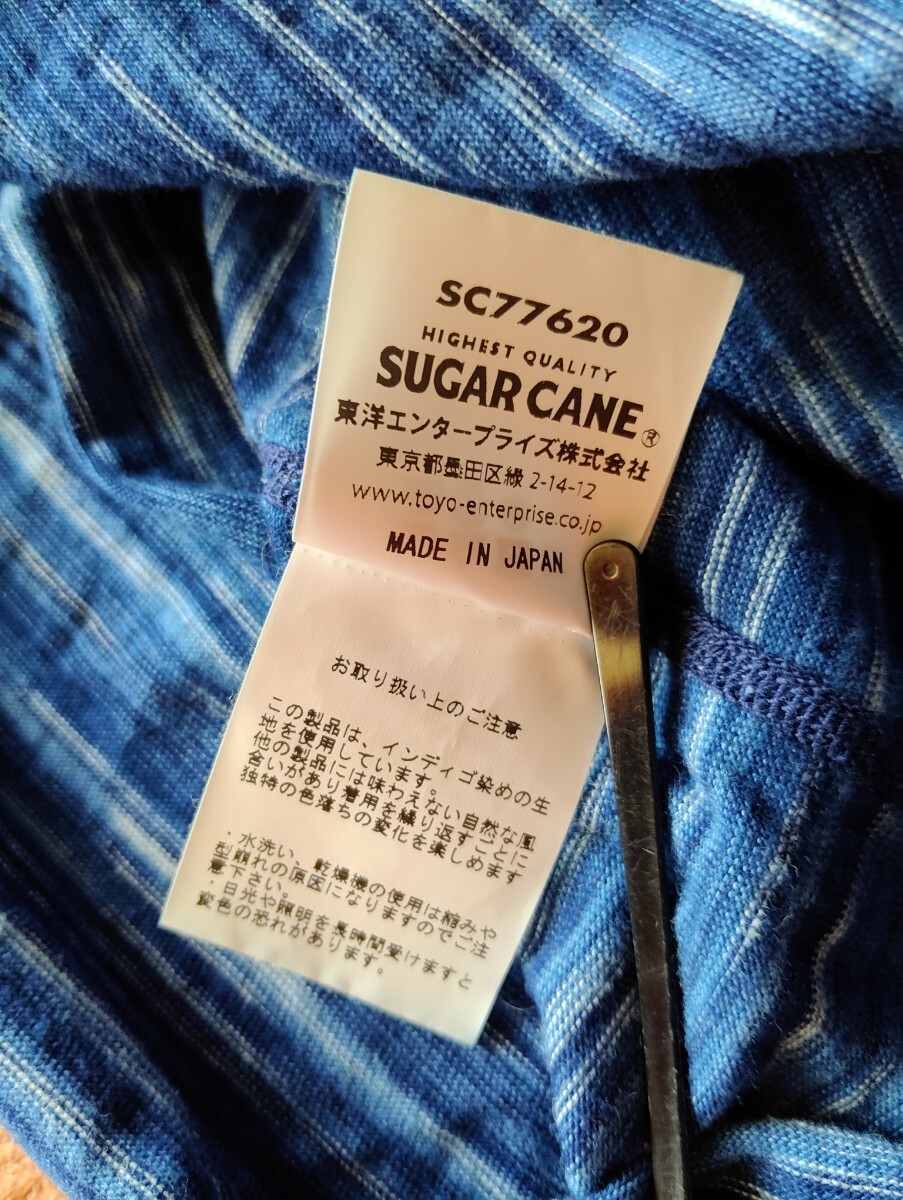 SC77620
HIGHEST QUALITY
SUGAR CANE®
東洋エンタープライズ株式会社
東京都墨田区緑 2-14-12
www.toyo-enterprise.co.jp
MADE IN JAPAN
お取り扱い上のご注意
この製品は、インディゴ染めの生
地を使用しています。
他の製品には味わえない自然な風
合いがあり着用を繰り返すごとに
独特の色落ちの変化を楽しめます
・水洗い、乾燥機の使用は縮みや
型崩れの原因になりますのでご注
意下さい。
・日光や照明を長時間受けますと
変色の恐れがあります。